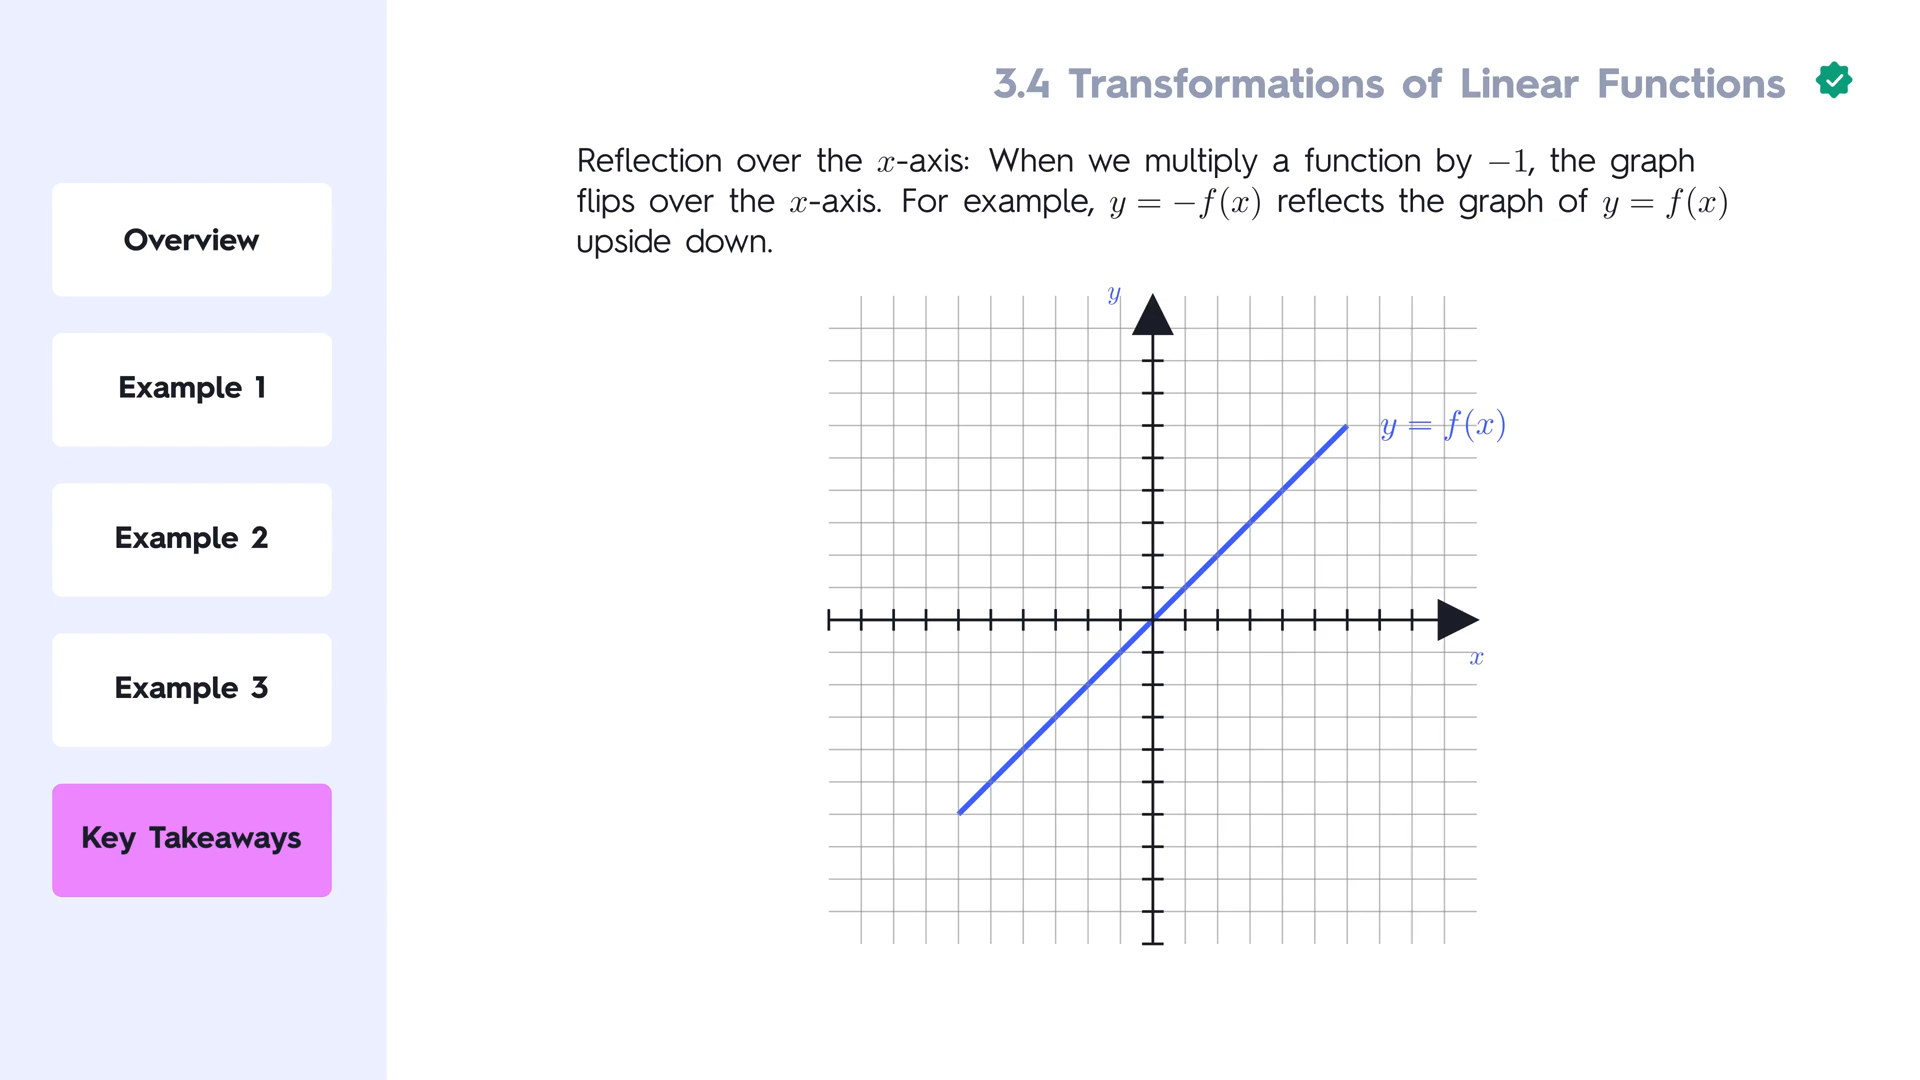 3.4 Transformations of Linear Functions
Overview
Example 1
Example 2
Example 3
Key Takeaways
Reflection over the x-axis: When we multiply a function by −1, the graph
flips over the x-axis. For example, y = −f(x) reflects the graph of y = f(x)
upside down.
y
y = f(x)
x